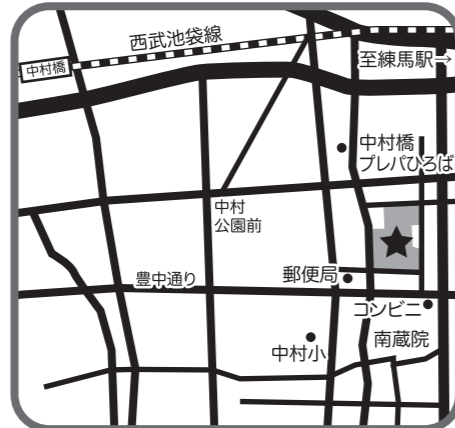 西武池袋線
中村橋
至練馬駅→
中村橋
プレパひろば
中村
公園前
豊中通り
郵便局
コンビニ
中村小
南蔵院